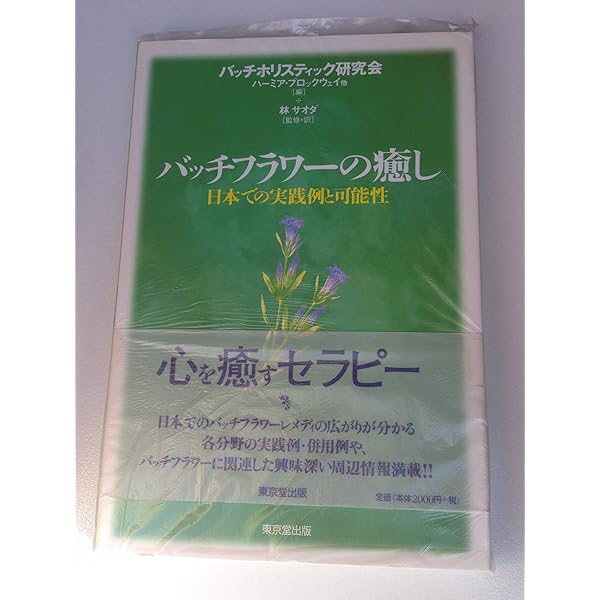 バッチホリスティック研究会
ハーミア・ブロックウェイ他
[編]
林 サオダ
[監修・訳]
バッチフラワーの癒し
日本での実践例と可能性
心を癒すセラピー
日本でのバッチフラワーレメディの広がりが分かる
各分野の実践例・併用例や、
バッチフラワーに関連した興味深い周辺情報満載!!
東京堂出版
定価(本体2000円+税)
東京堂出版